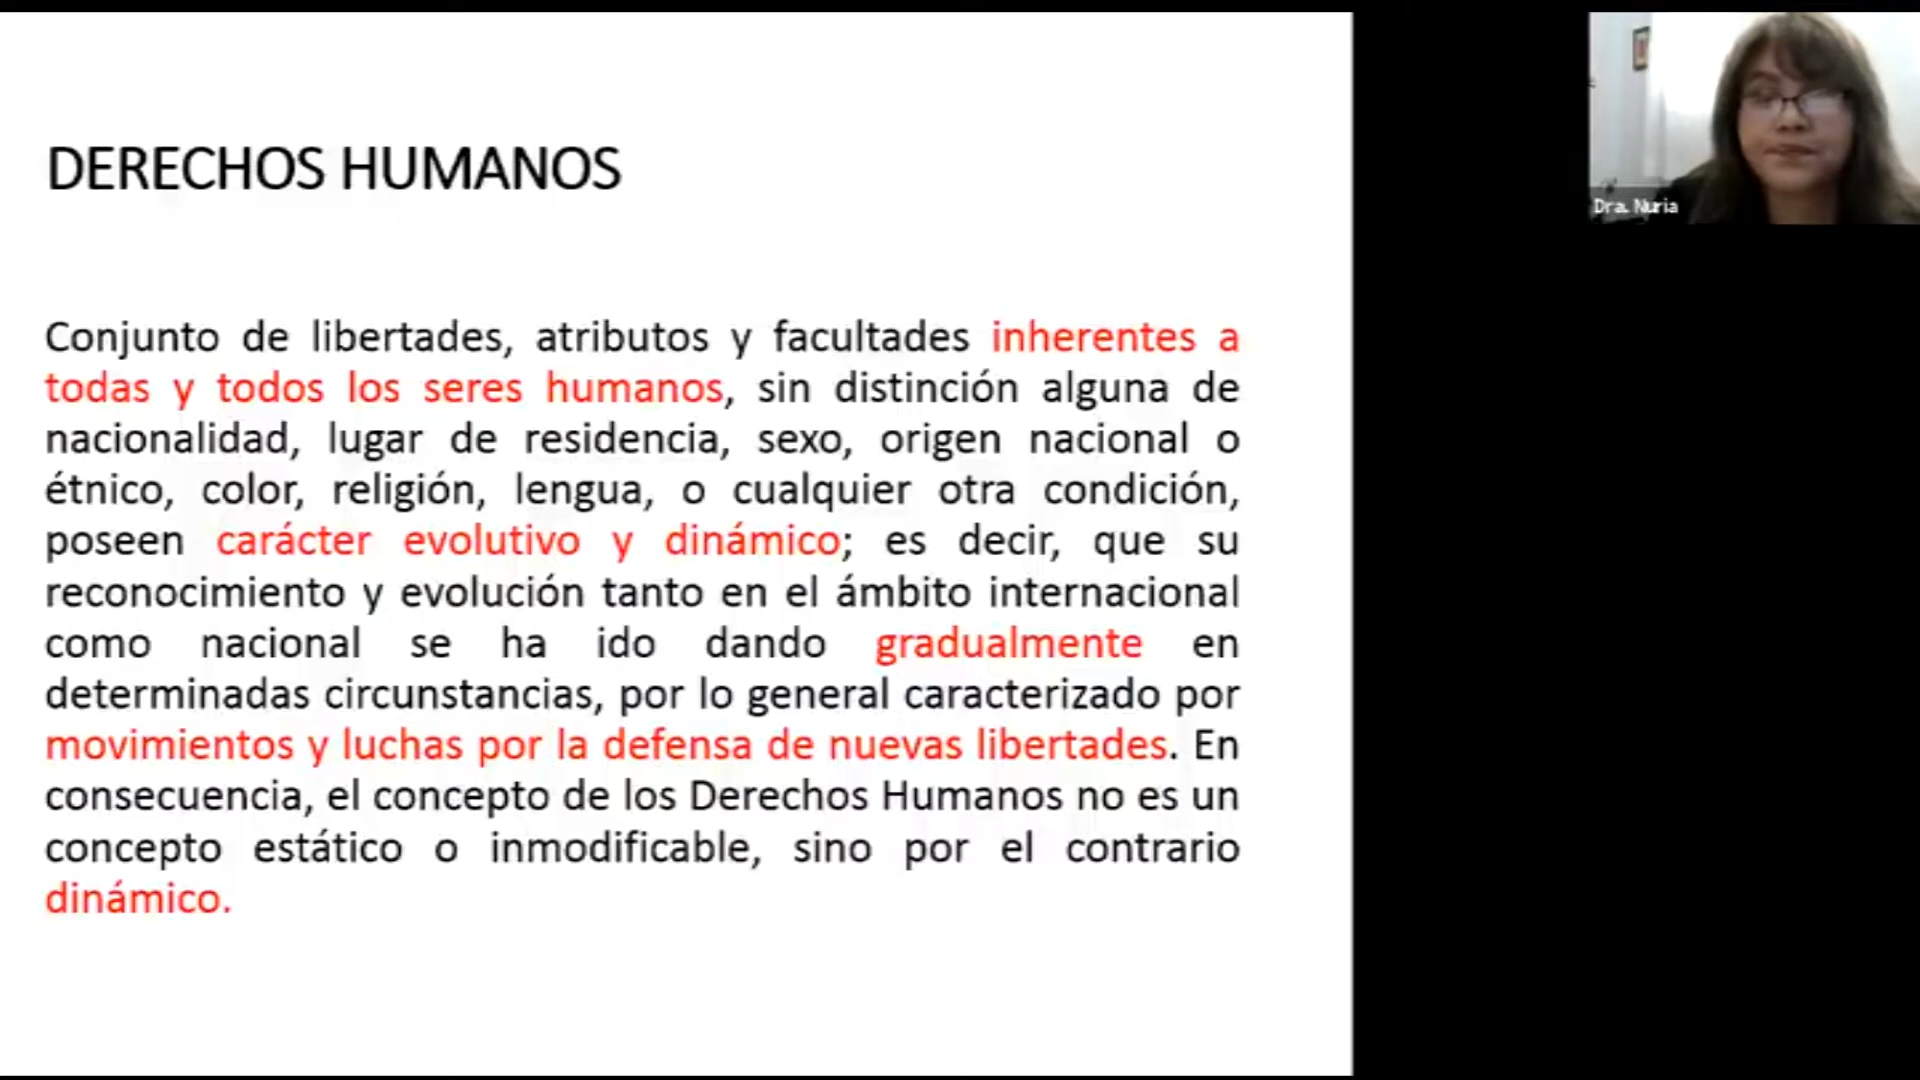 DERECHOS HUMANOS
Conjunto de libertades, atributos y facultades inherentes a
todas y todos los seres humanos, sin distinción alguna de
nacionalidad, lugar de residencia, sexo, origen nacional o
étnico, color, religión, lengua, o cualquier otra condición,
poseen carácter evolutivo y dinámico; es decir, que su
reconocimiento y evolución tanto en el ámbito internacional
como nacional se ha ido dando gradualmente en
determinadas circunstancias, por lo general caracterizado por
movimientos y luchas por la defensa de nuevas libertades. En
consecuencia, el concepto de los Derechos Humanos no es un
concepto estático o inmodificable, sino por el contrario
dinámico.
Dra. Nuria